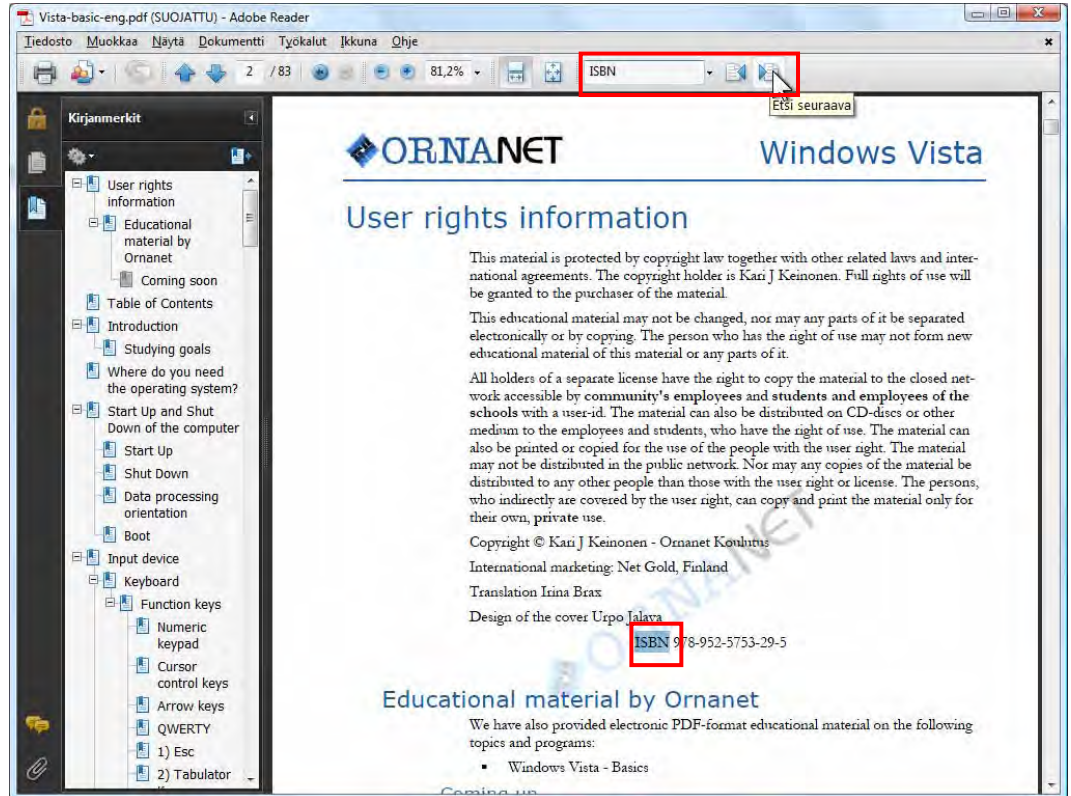 Vista-basic-eng.pdf (SUOJATTU) - Adobe Reader
Tiedosto Muokkaa Näytä Dokumentti Työkalut Ikkuna Ohje
2 / 83 81,2% ISBN
Etsi seuraava
Kirjanmerkit
User rights
information
Educational
material by
Ornanet
Coming soon
Table of Contents
Introduction
Studying goals
Where do you need
the operating system?
Start Up and Shut
Down of the computer
Start Up
Shut Down
Data processing
orientation
Boot
Input device
Keyboard
Function keys
Numeric
keypad
Cursor
control keys
Arrow keys
QWERTY
1) Esc
2) Tabulator
ORNANET Windows Vista
User rights information
This material is protected by copyright law together with other related laws and inter-
national agreements. The copyright holder is Kari J Keinonen. Full rights of use will
be granted to the purchaser of the material.
This educational material may not be changed, nor may any parts of it be separated
electronically or by copying. The person who has the right of use may not form new
educational material of this material or any parts of it.
All holders of a separate license have the right to copy the material to the closed net-
work accessible by community's employees and students and employees of the
schools with a user-id. The material can also be distributed on CD-discs or other
medium to the employees and students, who have the right of use. The material can
also be printed or copied for the use of the people with the user right. The material
may not be distributed in the public network. Nor may any copies of the material be
distributed to any other people than those with the user right or license. The persons,
who indirectly are covered by the user right, can copy and print the material only for
their own, private use.
Copyright © Kari J Keinonen - Ornanet Koulutus
International marketing: Net Gold, Finland
Translation Irina Brax
Design of the cover Urpo Jalava
ISBN 978-952-5753-29-5
ORNANET
Educational material by Ornanet
We have also provided electronic PDF-format educational material on the following
topics and programs:
▪ Windows Vista - Basics
Coming up